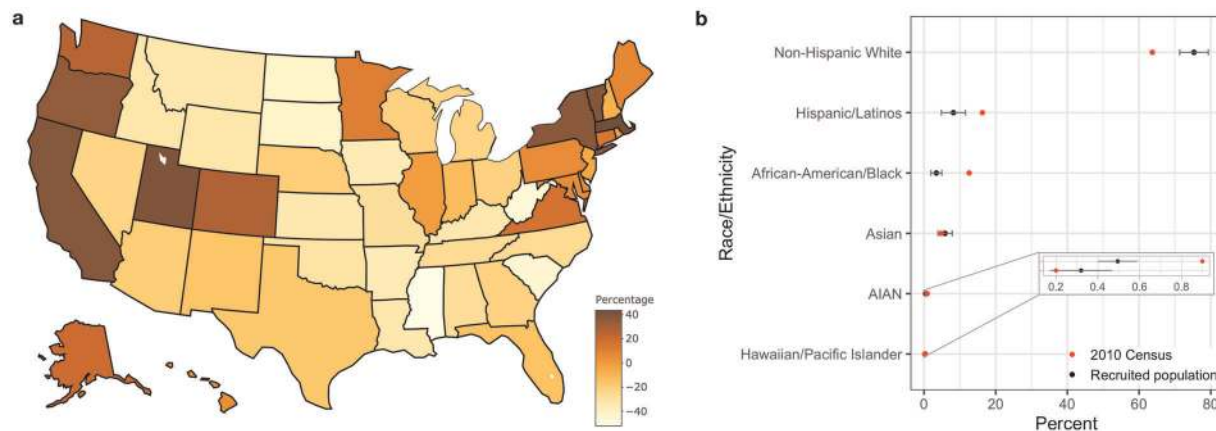 a
Percentage
40
20
0
−20
−40
b
Race/Ethnicity
Non-Hispanic White
Hispanic/Latinos
African-American/Black
Asian
AIAN
Hawaiian/Pacific Islander
0.2 0.4 0.6 0.8
2010 Census
Recruited population
0 20 40 60 80
Percent